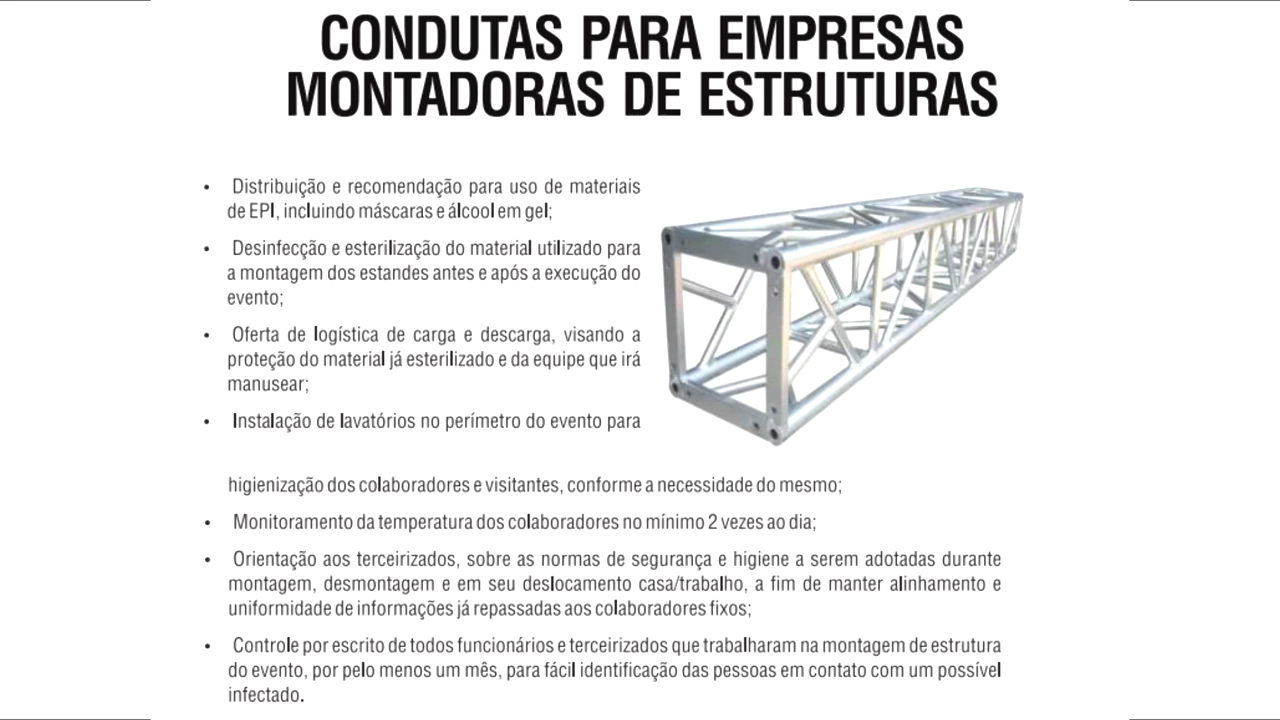 CONDUTAS PARA EMPRESAS
MONTADORAS DE ESTRUTURAS
• Distribuição e recomendação para uso de materiais
de EPI, incluindo máscaras e álcool em gel;
• Desinfecção e esterilização do material utilizado para
a montagem dos estandes antes e após a execução do
evento;
• Oferta de logística de carga e descarga, visando a
proteção do material já esterilizado e da equipe que irá
manusear;
• Instalação de lavatórios no perímetro do evento para
higienização dos colaboradores e visitantes, conforme a necessidade do mesmo;
• Monitoramento da temperatura dos colaboradores no mínimo 2 vezes ao dia;
• Orientação aos terceirizados, sobre as normas de segurança e higiene a serem adotadas durante
montagem, desmontagem e em seu deslocamento casa/trabalho, a fim de manter alinhamento e
uniformidade de informações já repassadas aos colaboradores fixos;
• Controle por escrito de todos funcionários e terceirizados que trabalharam na montagem de estrutura
do evento, por pelo menos um mês, para fácil identificação das pessoas em contato com um possível
infectado.